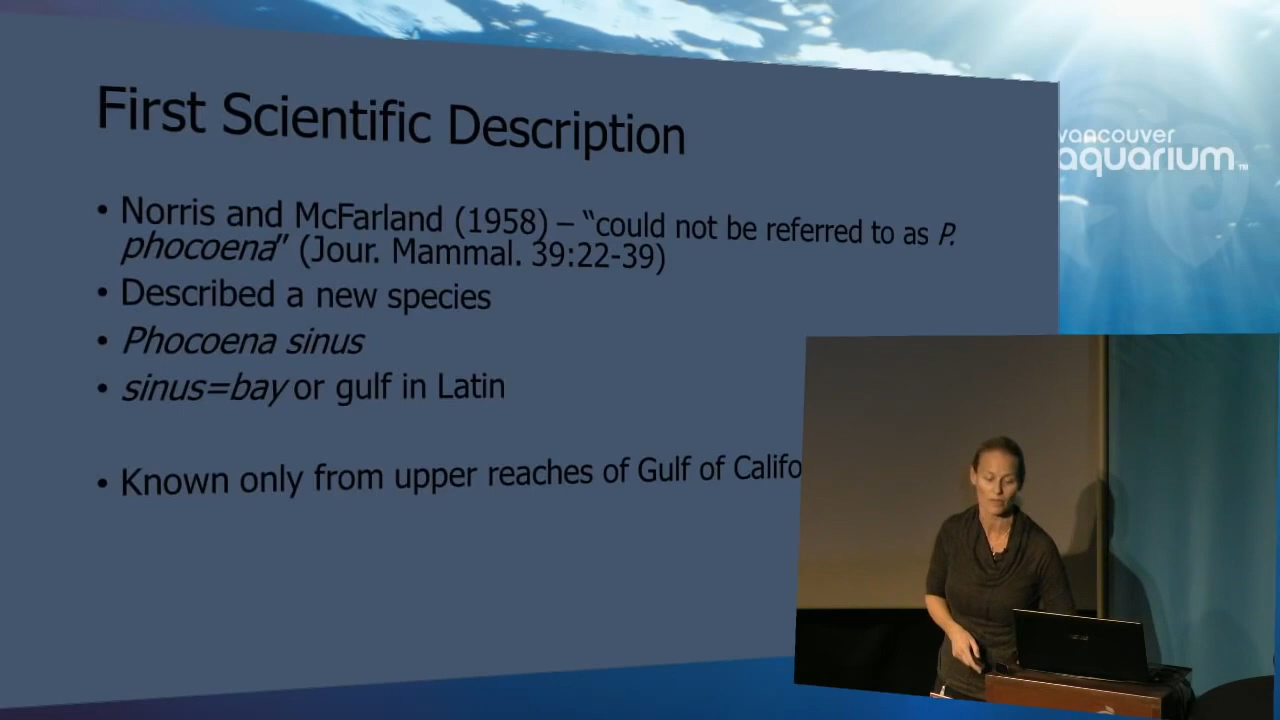 First Scientific Description
• Norris and McFarland (1958) – “could not be referred to as P.
phocoena” (Jour. Mammal. 39:22-39)
• Described a new species
• Phocoena sinus
• sinus=bay or gulf in Latin
• Known only from upper reaches of Gulf of Califo
vancouver
aquarium™